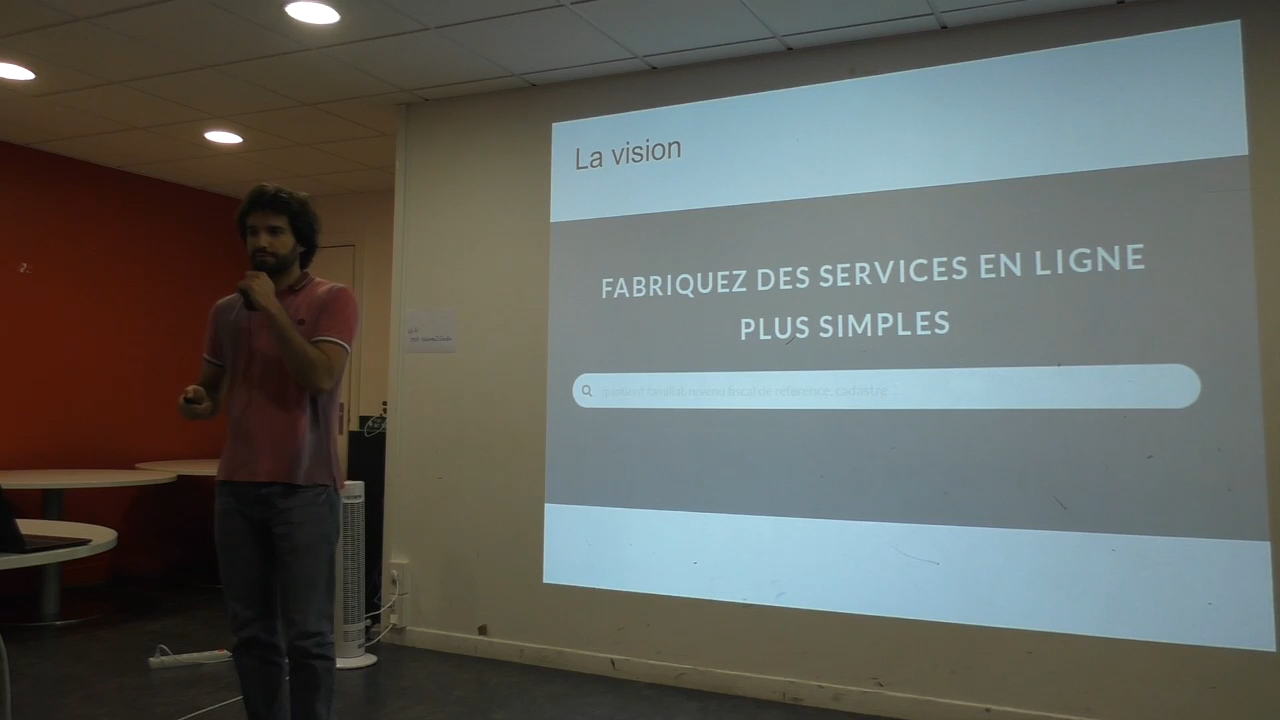 La vision
FABRIQUEZ DES SERVICES EN LIGNE
PLUS SIMPLES
quotient familial, revenu fiscal de référence, cadastre...